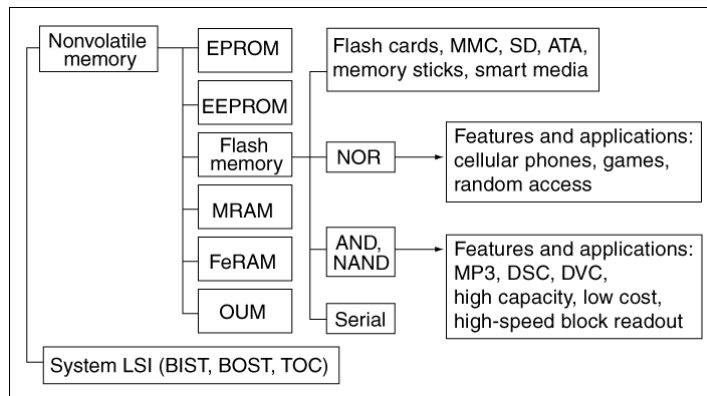 Nonvolatile
memory
EPROM
EEPROM
Flash
memory
MRAM
FeRAM
OUM
System LSI (BIST, BOST, TOC)
Flash cards, MMC, SD, ATA,
memory sticks, smart media
NOR
Features and applications:
cellular phones, games,
random access
AND,
NAND
Features and applications:
MP3, DSC, DVC,
high capacity, low cost,
high-speed block readout
Serial